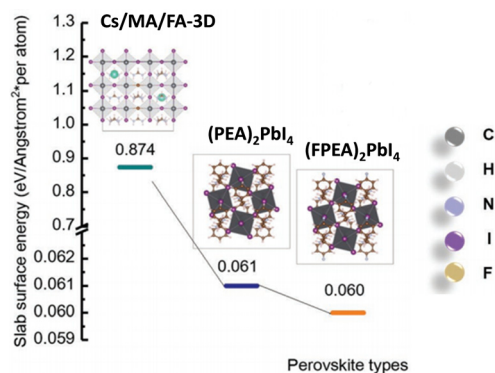 Cs/MA/FA-3D
1.3
1.2
1.1
1.0
0.9
0.8
0.7
0.062
0.061
0.060
0.059
Slab surface energy (eV/Angstrom²*per atom)
0.874
(PEA)₂PbI₄
0.061
(FPEA)₂PbI₄
0.060
Perovskite types
C
H
N
I
F